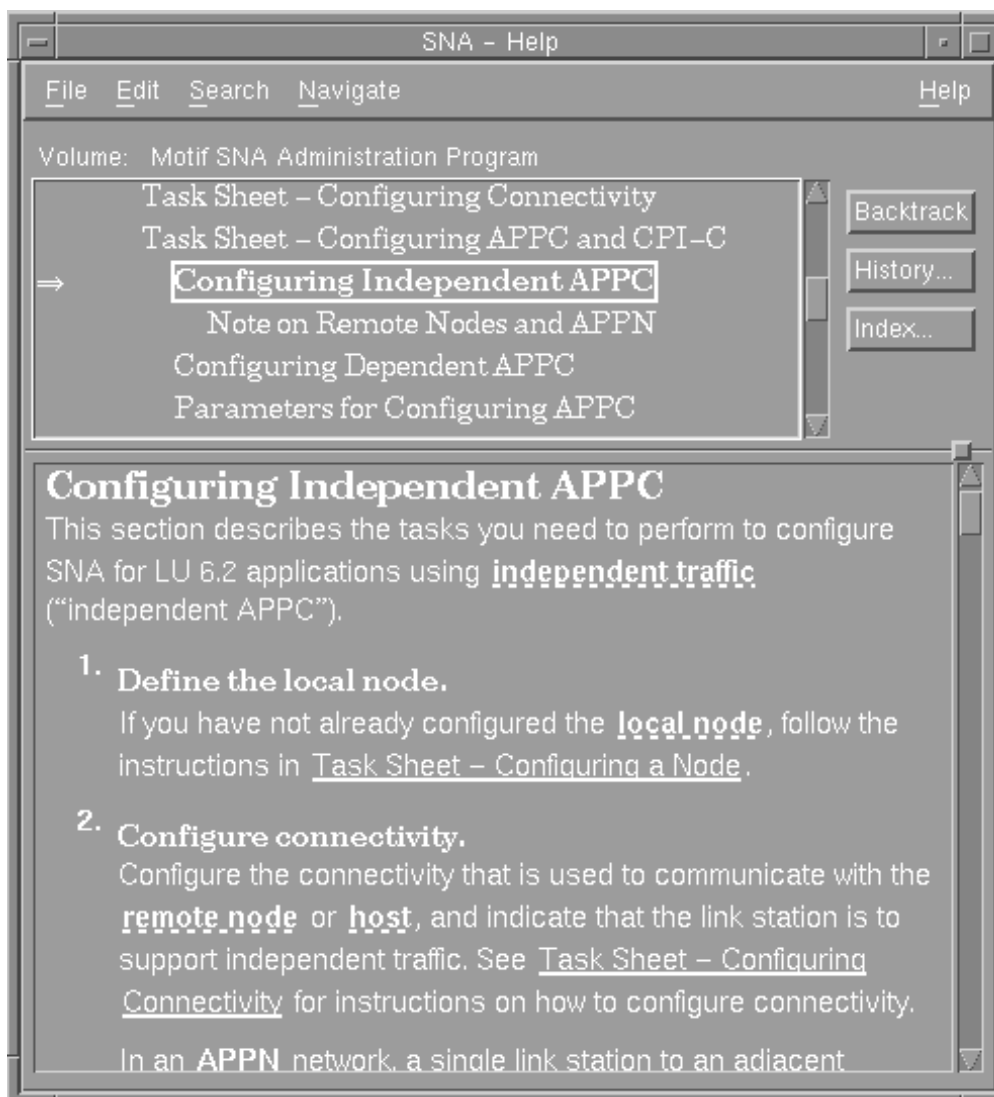 SNA – Help
File Edit Search Navigate Help
Volume: Motif SNA Administration Program
Task Sheet – Configuring Connectivity
Task Sheet – Configuring APPC and CPI–C
⇒ Configuring Independent APPC
Note on Remote Nodes and APPN
Configuring Dependent APPC
Parameters for Configuring APPC
Backtrack
History...
Index...
Configuring Independent APPC
This section describes the tasks you need to perform to configure
SNA for LU 6.2 applications using independent traffic
(“independent APPC”).
1. Define the local node.
If you have not already configured the local node, follow the
instructions in Task Sheet – Configuring a Node.
2. Configure connectivity.
Configure the connectivity that is used to communicate with the
remote node or host, and indicate that the link station is to
support independent traffic. See Task Sheet – Configuring
Connectivity for instructions on how to configure connectivity.
In an APPN network, a single link station to an adjacent